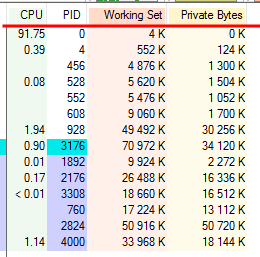 CPU PID Working Set Private Bytes
91.75 0 4 K 0 K
0.39 4 552 K 124 K
456 4 876 K 1 300 K
0.08 528 5 620 K 1 504 K
552 5 476 K 1 052 K
608 9 060 K 1 700 K
1.94 928 49 492 K 30 256 K
0.90 3176 70 972 K 34 120 K
0.01 1892 9 924 K 2 272 K
0.17 2176 26 488 K 16 336 K
< 0.01 3308 18 660 K 16 512 K
760 17 224 K 13 112 K
2824 50 916 K 50 720 K
1.14 4000 33 968 K 18 144 K